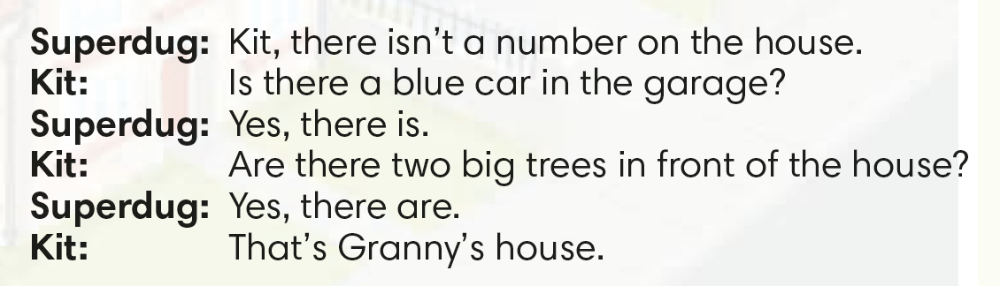 Superdug: Kit, there isn't a number on the house.
Kit: Is there a blue car in the garage?
Superdug: Yes, there is.
Kit: Are there two big trees in front of the house?
Superdug: Yes, there are.
Kit: That's Granny's house.